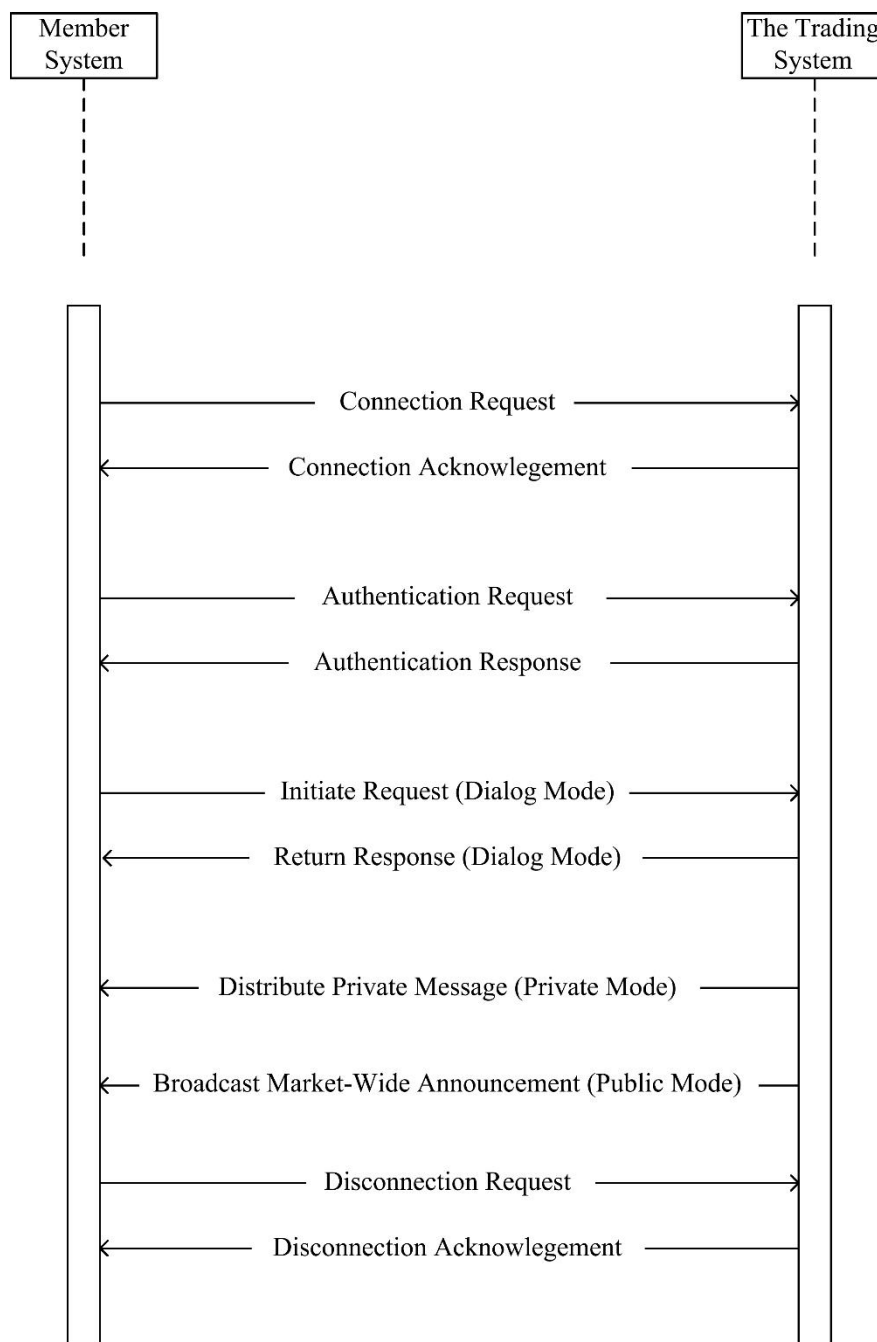 Member
System
The Trading
System
Connection Request
Connection Acknowlegement
Authentication Request
Authentication Response
Initiate Request (Dialog Mode)
Return Response (Dialog Mode)
Distribute Private Message (Private Mode)
Broadcast Market-Wide Announcement (Public Mode)
Disconnection Request
Disconnection Acknowlegement